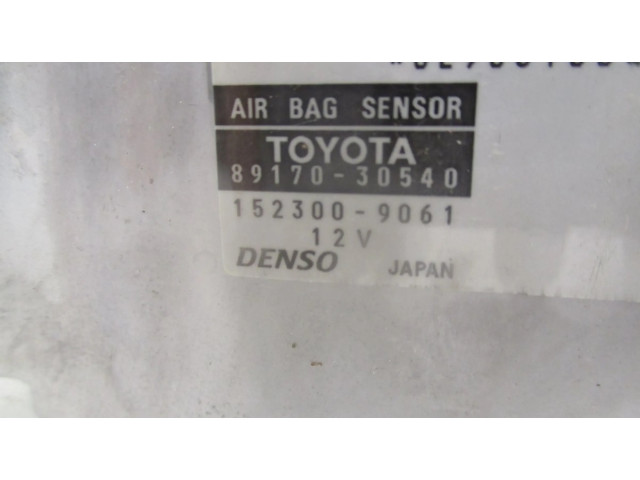 AIR BAG SENSOR
TOYOTA
89170-30540
152300-9061
12V
DENSO JAPAN